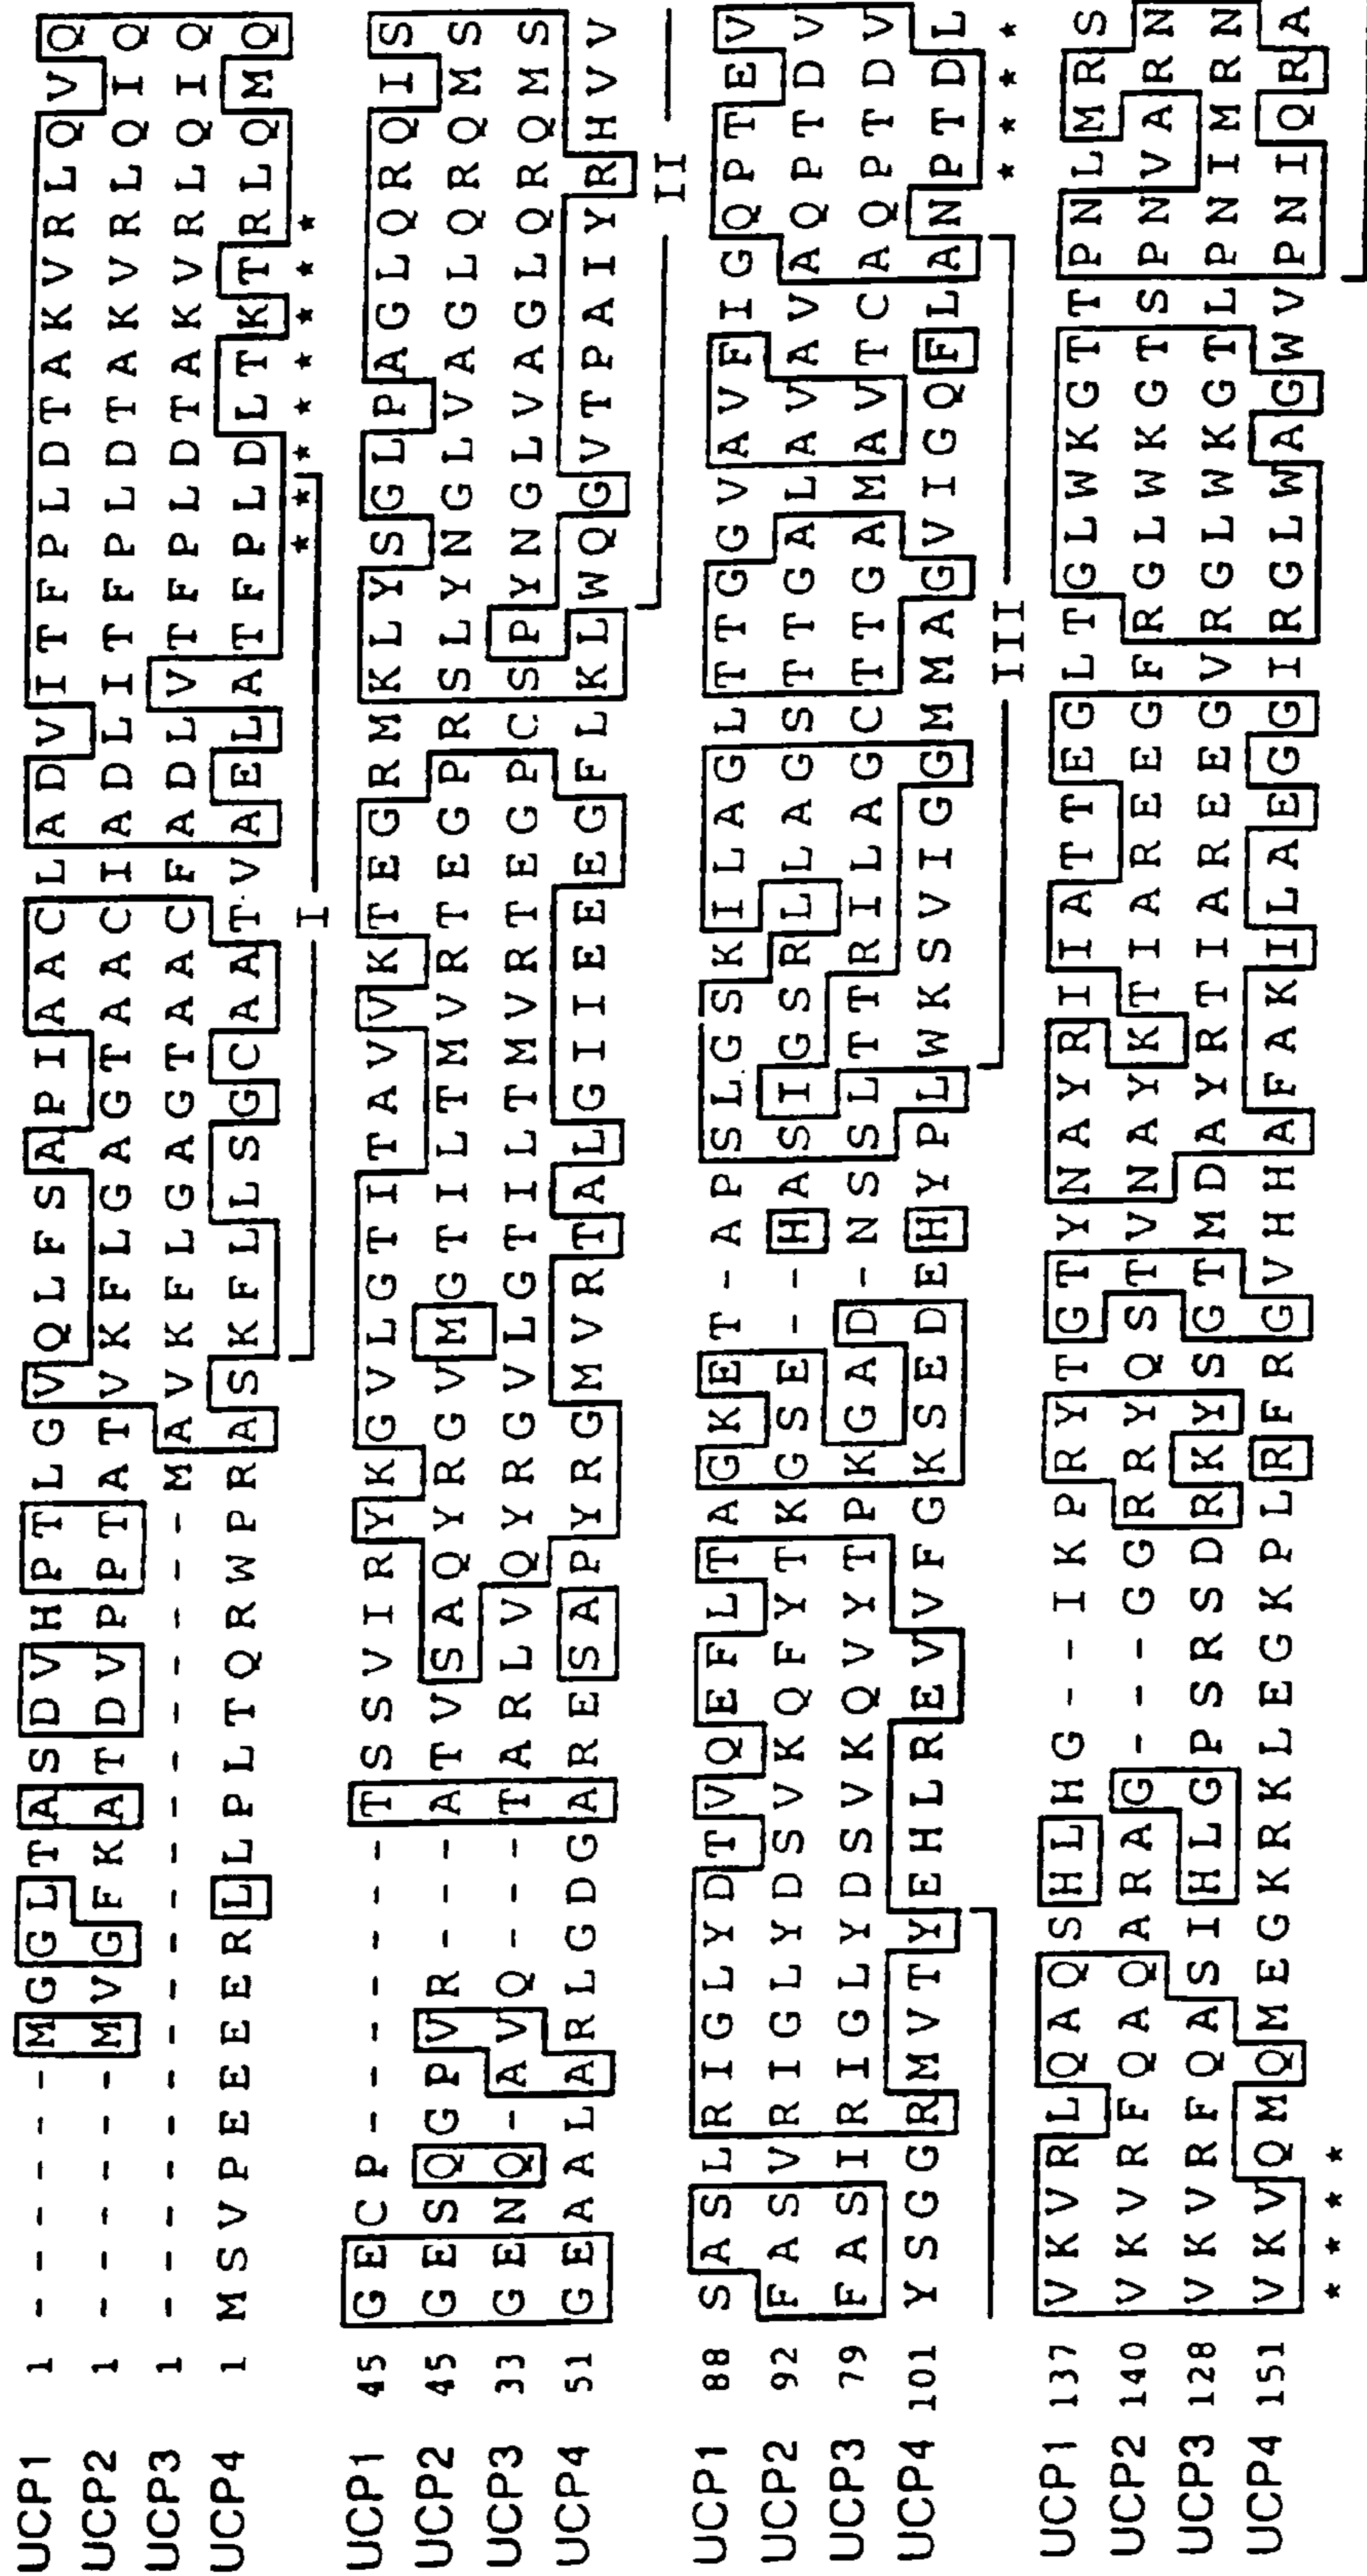 UCP1 1 - - - - - - M G G L T A S D V H P T L G V Q L F S A P I A A C L A D V I T F P L D T A K V R L Q V Q
UCP2 1 - - - - - - M V G F K A T D V P P T A T V K F L G A G T A A C I A D L I T F P L D T A K V R L Q I Q
UCP3 1 - - - - - - - - - - - - - - - - - - M A V K F L G A G T A A C F A D L V T F P L D T A K V R L Q I Q
UCP4 1 M S V P E E E E R L L P L T Q R W P R A S K F L L S G C A A T V A E L A T F P L D L T K T R L Q M Q
* * * * * * * *
I
UCP1 45 G E C P - - - - - - - T S S V I R Y K G V L G T I T A V V K T E G R M K L Y S G L P A G L Q R Q I S
UCP2 45 G E S Q G P V R - - - A T V S A Q Y R G V M G T I L T M V R T E G P R S L Y N G L V A G L Q R Q M S
UCP3 33 G E N Q - A V Q - - - T A R L V Q Y R G V L G T I L T M V R T E G P C S P Y N G L V A G L Q R Q M S
UCP4 51 G E A A L A R L G D G A R E S A P Y R G M V R T A L G I I E E E G F L K L W Q G V T P A I Y R H V V
II
UCP1 88 S A S L R I G L Y D T V Q E F L T A G K E T - A P S L G S K I L A G L T T G G V A V F I G Q P T E V
UCP2 92 F A S V R I G L Y D S V K Q F Y T K G S E - - H A S I G S R L L A G S T T G A L A V A V A Q P T D V
UCP3 79 F A S I R I G L Y D S V K Q V Y T P K G A D - N S S L T T R I L A G C T T G A M A V T C A Q P T D V
UCP4 101 Y S G G R M V T Y E H L R E V V F G K S E D E H Y P L W K S V I G G M M A G V I G Q F L A N P T D L
* * * *
III
UCP1 137 V K V R L Q A Q S H L H G - - I K P R Y T G T Y N A Y R I I A T T E G L T G L W K G T T P N L M R S
UCP2 140 V K V R F Q A Q A R A G - - - G G R R Y Q S T V N A Y K T I A R E E G F R G L W K G T S P N V A R N
UCP3 128 V K V R F Q A S I H L G P S R S D R K Y S G T M D A Y R T I A R E E G V R G L W K G T L P N I M R N
UCP4 151 V K V Q M Q M E G K R K L E G K P L R F R G V H H A F A K I L A E G G I R G L W A G W V P N I Q R A
* * * *